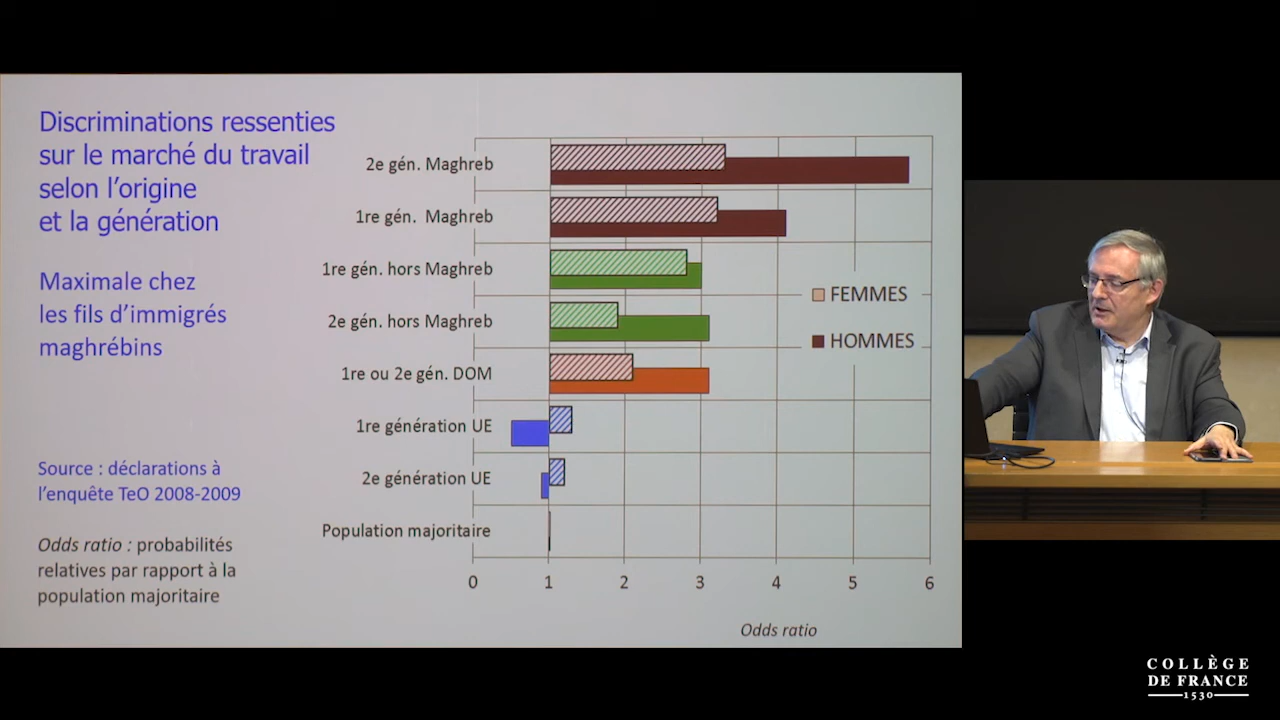 Discriminations ressenties
sur le marché du travail
selon l'origine
et la génération
Maximale chez
les fils d'immigrés
maghrébins
Source : déclarations à
l'enquête TeO 2008-2009
Odds ratio : probabilités
relatives par rapport à la
population majoritaire
2e gén. Maghreb
1re gén. Maghreb
1re gén. hors Maghreb
2e gén. hors Maghreb
1re ou 2e gén. DOM
1re génération UE
2e génération UE
Population majoritaire
FEMMES
HOMMES
0 1 2 3 4 5 6
Odds ratio
COLLÈGE
DE FRANCE
1530